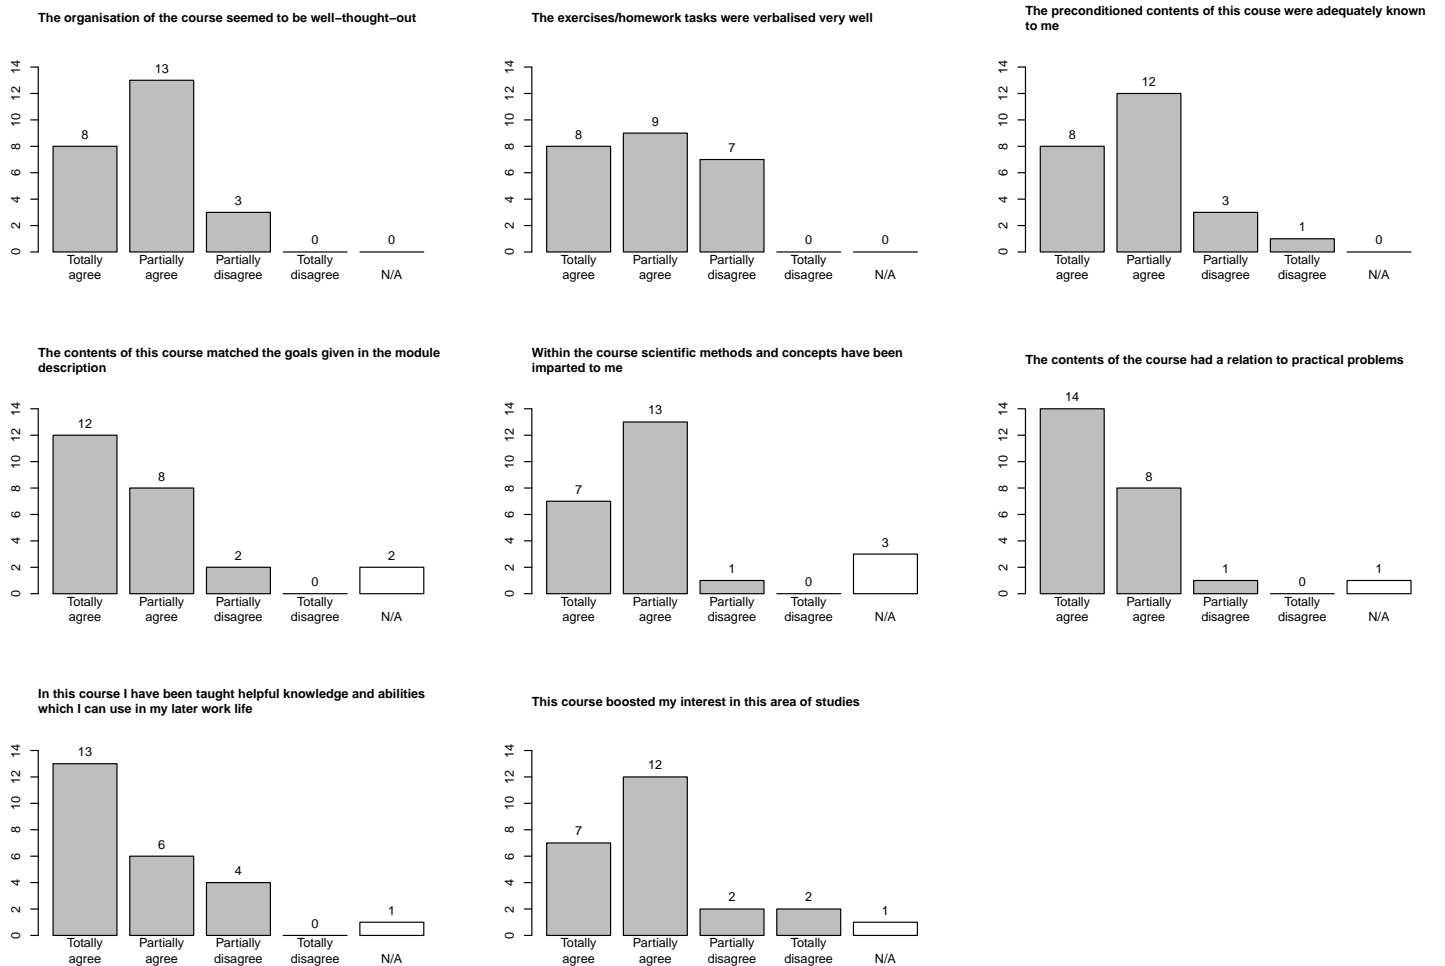 The organisation of the course seemed to be well−thought−out
14
12
10
8
6
4
2
0
8
13
3
0
0
Totally agree
Partially agree
Partially disagree
Totally disagree
N/A
The exercises/homework tasks were verbalised very well
14
12
10
8
6
4
2
0
8
9
7
0
0
Totally agree
Partially agree
Partially disagree
Totally disagree
N/A
The preconditioned contents of this couse were adequately known
to me
14
12
10
8
6
4
2
0
8
12
3
1
0
Totally agree
Partially agree
Partially disagree
Totally disagree
N/A
The contents of this course matched the goals given in the module
description
14
12
10
8
6
4
2
0
12
8
2
0
2
Totally agree
Partially agree
Partially disagree
Totally disagree
N/A
Within the course scientific methods and concepts have been
imparted to me
14
12
10
8
6
4
2
0
7
13
1
0
3
Totally agree
Partially agree
Partially disagree
Totally disagree
N/A
The contents of the course had a relation to practical problems
14
12
10
8
6
4
2
0
14
8
1
0
1
Totally agree
Partially agree
Partially disagree
Totally disagree
N/A
In this course I have been taught helpful knowledge and abilities
which I can use in my later work life
14
12
10
8
6
4
2
0
13
6
4
0
1
Totally agree
Partially agree
Partially disagree
Totally disagree
N/A
This course boosted my interest in this area of studies
14
12
10
8
6
4
2
0
7
12
2
2
1
Totally agree
Partially agree
Partially disagree
Totally disagree
N/A